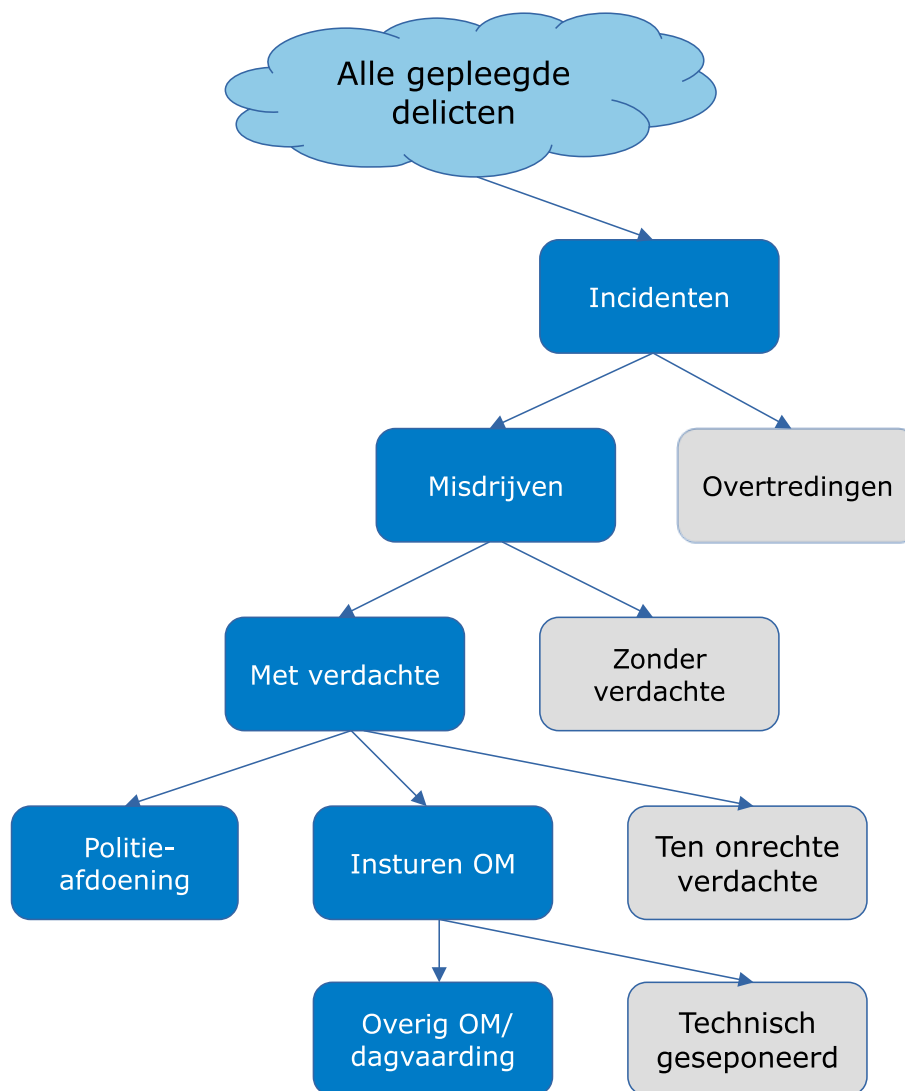 Alle gepleegde
delicten
Incidenten
Misdrijven
Overtredingen
Met verdachte
Zonder
verdachte
Politie-
afdoening
Insturen OM
Ten onrechte
verdachte
Overig OM/
dagvaarding
Technisch
geseponeerd